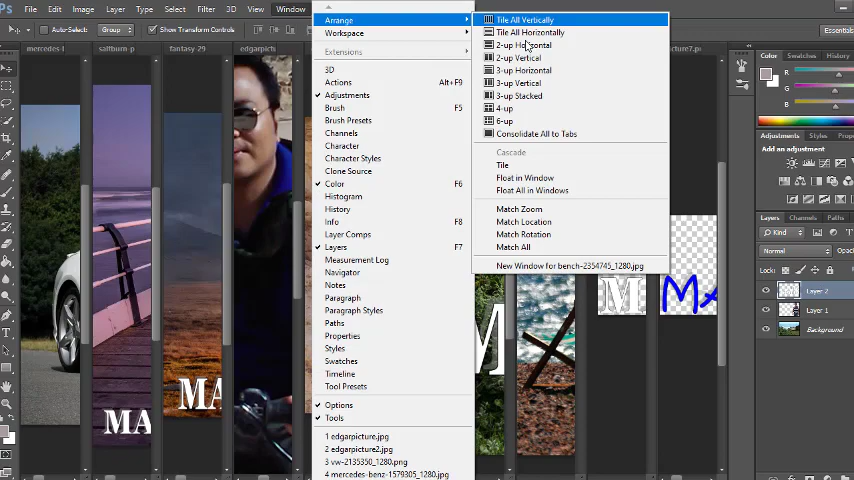 Ps File Edit Image Layer Type Select Filter 3D View Window
Auto-Select: Group Show Transform Controls Essentials
mercedes- saltburn-p fantasy-29 edgarpictu ture7.p
Arrange
Workspace
Extensions
3D
Actions Alt+F9
Adjustments
Brush F5
Brush Presets
Channels
Character
Character Styles
Clone Source
Color F6
Histogram
History
Info F8
Layer Comps
Layers F7
Measurement Log
Navigator
Notes
Paragraph
Paragraph Styles
Paths
Properties
Styles
Swatches
Timeline
Tool Presets
Options
Tools
1 edgarpicture.jpg
2 edgarpicture2.jpg
3 vw-2135350_1280.png
4 mercedes-benz-1579305_1280.jpg
Tile All Vertically
Tile All Horizontally
2-up Horizontal
2-up Vertical
3-up Horizontal
3-up Vertical
3-up Stacked
4-up
6-up
Consolidate All to Tabs
Cascade
Tile
Float in Window
Float All in Windows
Match Zoom
Match Location
Match Rotation
Match All
New Window for bench-2354745_1280.jpg
Color Swatches
R
G
B
Adjustments Styles
Add an adjustment
Layers Channels Paths
Kind
Normal
Lock:
Layer 2
Layer 1
Background
MA
MA
M
M
MA